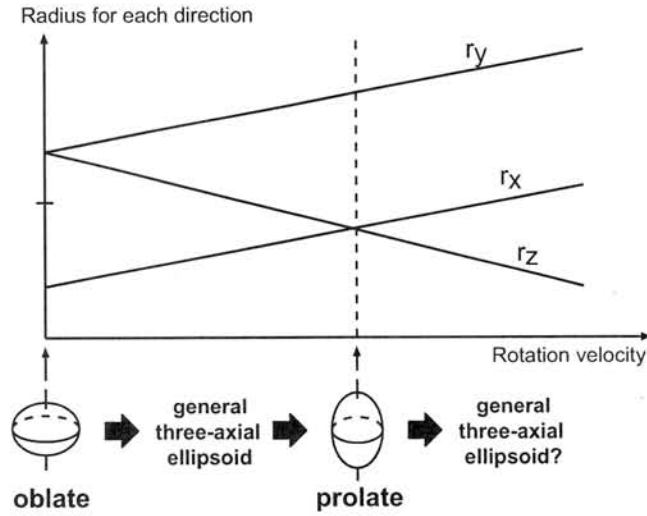 Radius for each direction
ry
rx
rz
Rotation velocity
general
three-axial
ellipsoid
general
three-axial
ellipsoid?
oblate
prolate